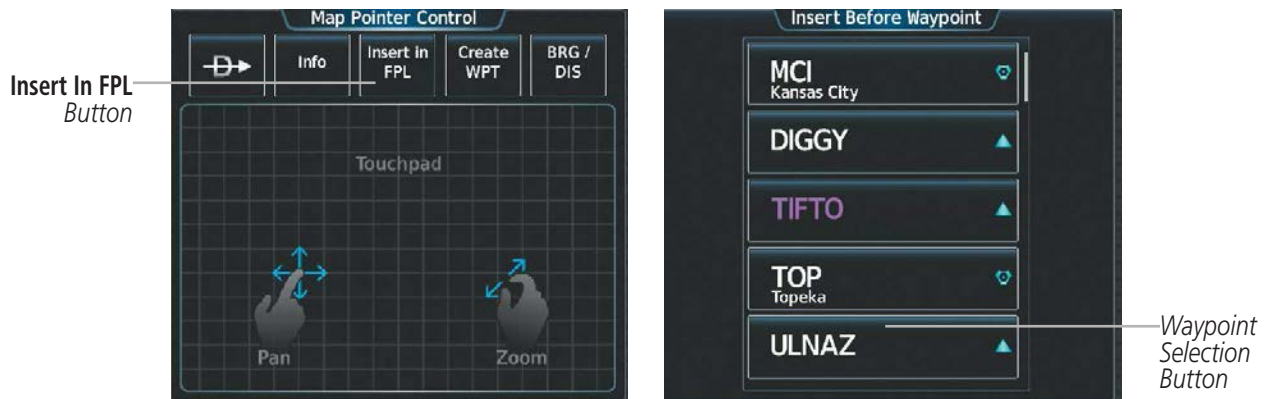 Map Pointer Control
D
Info
Insert in
FPL
Create
WPT
BRG /
DIS
Insert In FPL
Button
Touchpad
Pan
Zoom
Insert Before Waypoint
MCI
Kansas City
DIGGY
TIFTO
TOP
Topeka
ULNAZ
Waypoint
Selection
Button